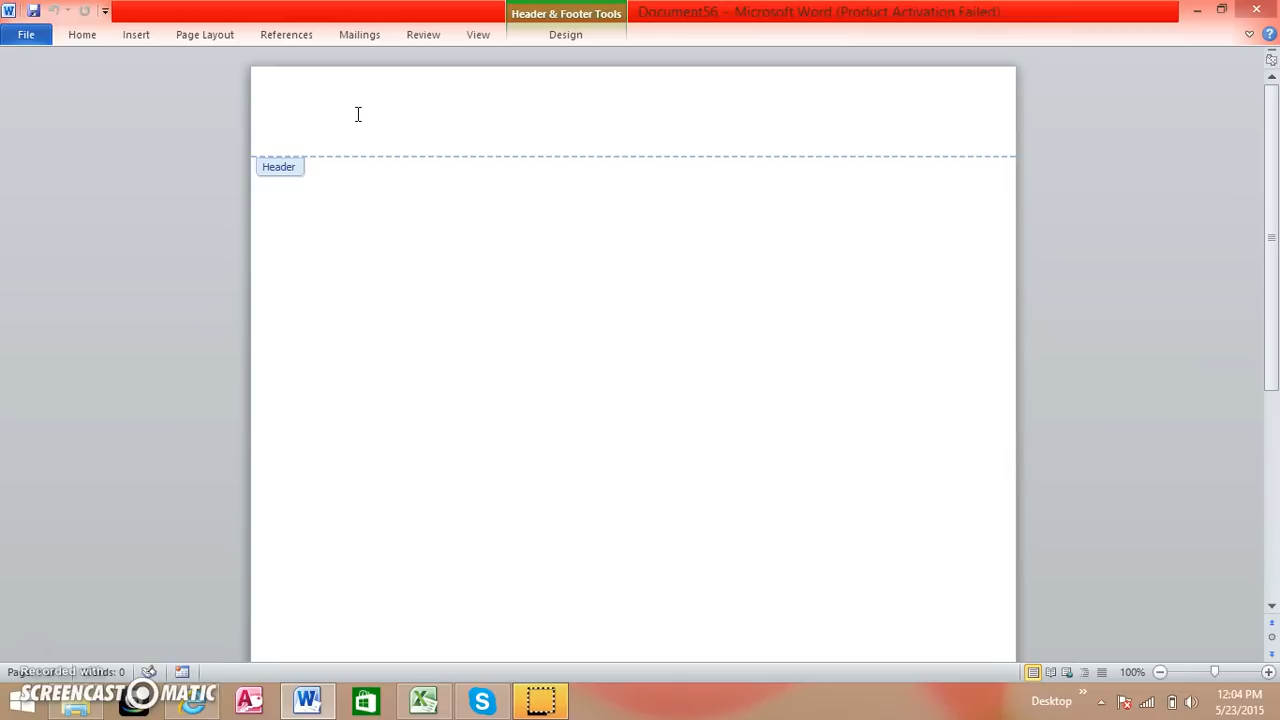 Header & Footer Tools
Document56 - Microsoft Word (Product Activation Failed)
File Home Insert Page Layout References Mailings Review View Design
Header
Recorded with
Words: 0
100%
SCREENCAST MATIC
Desktop
12:04 PM
5/23/2015